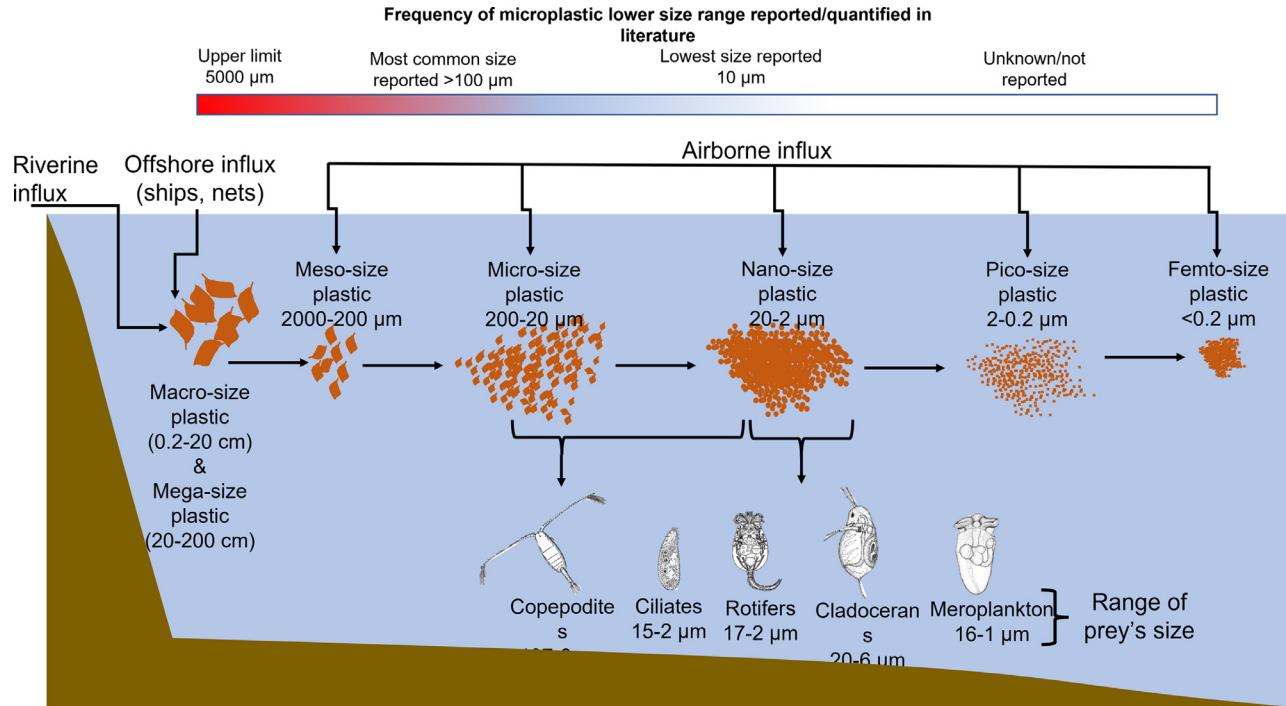 Frequency of microplastic lower size range reported/quantified in
literature
Upper limit
5000 µm
Most common size
reported >100 µm
Lowest size reported
10 µm
Unknown/not
reported
Riverine
influx
Offshore influx
(ships, nets)
Airborne influx
Meso-size
plastic
2000-200 µm
Micro-size
plastic
200-20 µm
Nano-size
plastic
20-2 µm
Pico-size
plastic
2-0.2 µm
Femto-size
plastic
<0.2 µm
Macro-size
plastic
(0.2-20 cm)
&
Mega-size
plastic
(20-200 cm)
Copepodite
s
Ciliates
15-2 µm
Rotifers
17-2 µm
Cladoceran
s
20-6 µm
Meroplankton
16-1 µm
Range of
prey's size